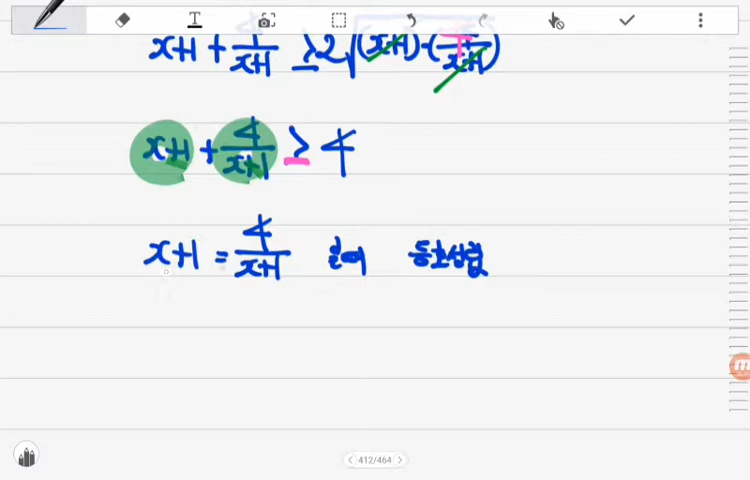 x+1 + 4/(x+1) ≥ 2√(x+1)·(4/(x+1))
x+1 + 4/(x+1) ≥ 4
x+1 = 4/(x+1) 일때 등호성립
412/464